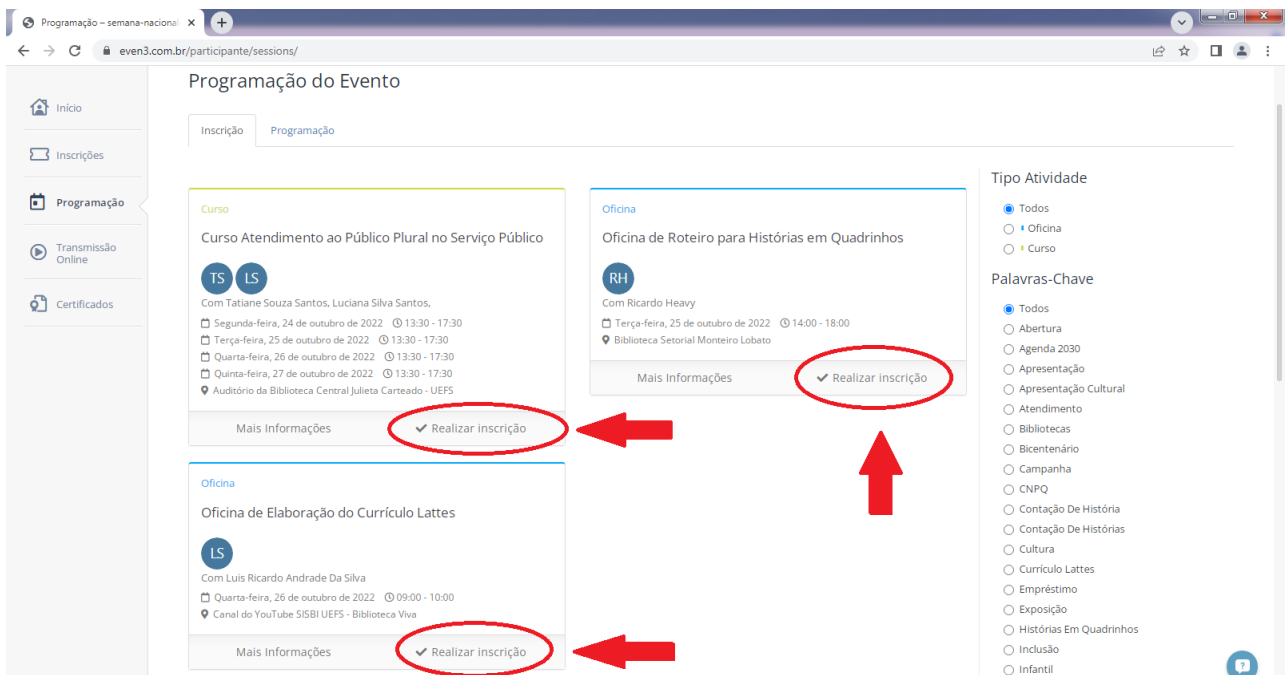 Programação – semana-nacional
even3.com.br/participante/sessions/
Início
Inscrições
Programação
Transmissão
Online
Certificados
Programação do Evento
Inscrição
Programação
Curso
Curso Atendimento ao Público Plural no Serviço Público
TS
LS
Com Tatiane Souza Santos, Luciana Silva Santos,
Segunda-feira, 24 de outubro de 2022 13:30 - 17:30
Terça-feira, 25 de outubro de 2022 13:30 - 17:30
Quarta-feira, 26 de outubro de 2022 13:30 - 17:30
Quinta-feira, 27 de outubro de 2022 13:30 - 17:30
Auditório da Biblioteca Central Julieta Carteado - UEFS
Mais Informações
Realizar inscrição
Oficina
Oficina de Roteiro para Histórias em Quadrinhos
RH
Com Ricardo Heavy
Terça-feira, 25 de outubro de 2022 14:00 - 18:00
Biblioteca Setorial Monteiro Lobato
Mais Informações
Realizar inscrição
Oficina
Oficina de Elaboração do Currículo Lattes
LS
Com Luis Ricardo Andrade Da Silva
Quarta-feira, 26 de outubro de 2022 09:00 - 10:00
Canal do YouTube SISBI UEFS - Biblioteca Viva
Mais Informações
Realizar inscrição
Tipo Atividade
Todos
Oficina
Curso
Palavras-Chave
Todos
Abertura
Agenda 2030
Apresentação
Apresentação Cultural
Atendimento
Bibliotecas
Bicentenário
Campanha
CNPQ
Contação De História
Contação De Histórias
Cultura
Currículo Lattes
Empréstimo
Exposição
Histórias Em Quadrinhos
Inclusão
Infantil